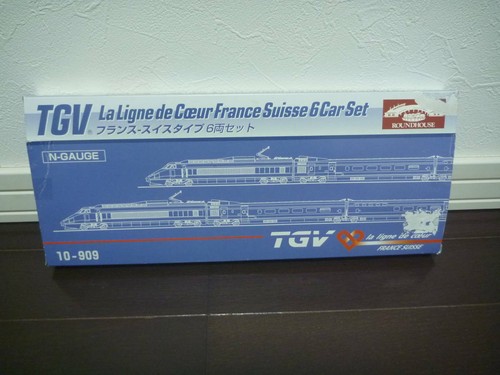 TGV® La Ligne de Cœur France Suisse 6 Car Set
フランス-スイスタイプ 6両セット
ROUNDHOUSE
N-GAUGE
TGV la ligne de cœur
FRANCE SUISSE
10-909